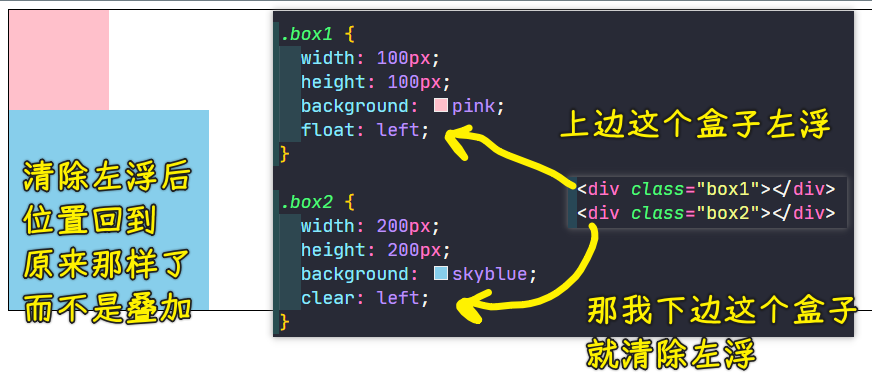 .box1 {
width: 100px;
height: 100px;
background: pink;
float: left;
}
上边这个盒子左浮
<div class="box1"></div>
<div class="box2"></div>
清除左浮后
位置回到
原来那样了
而不是叠加
.box2 {
width: 200px;
height: 200px;
background: skyblue;
clear: left;
}
那我下边这个盒子
就清除左浮